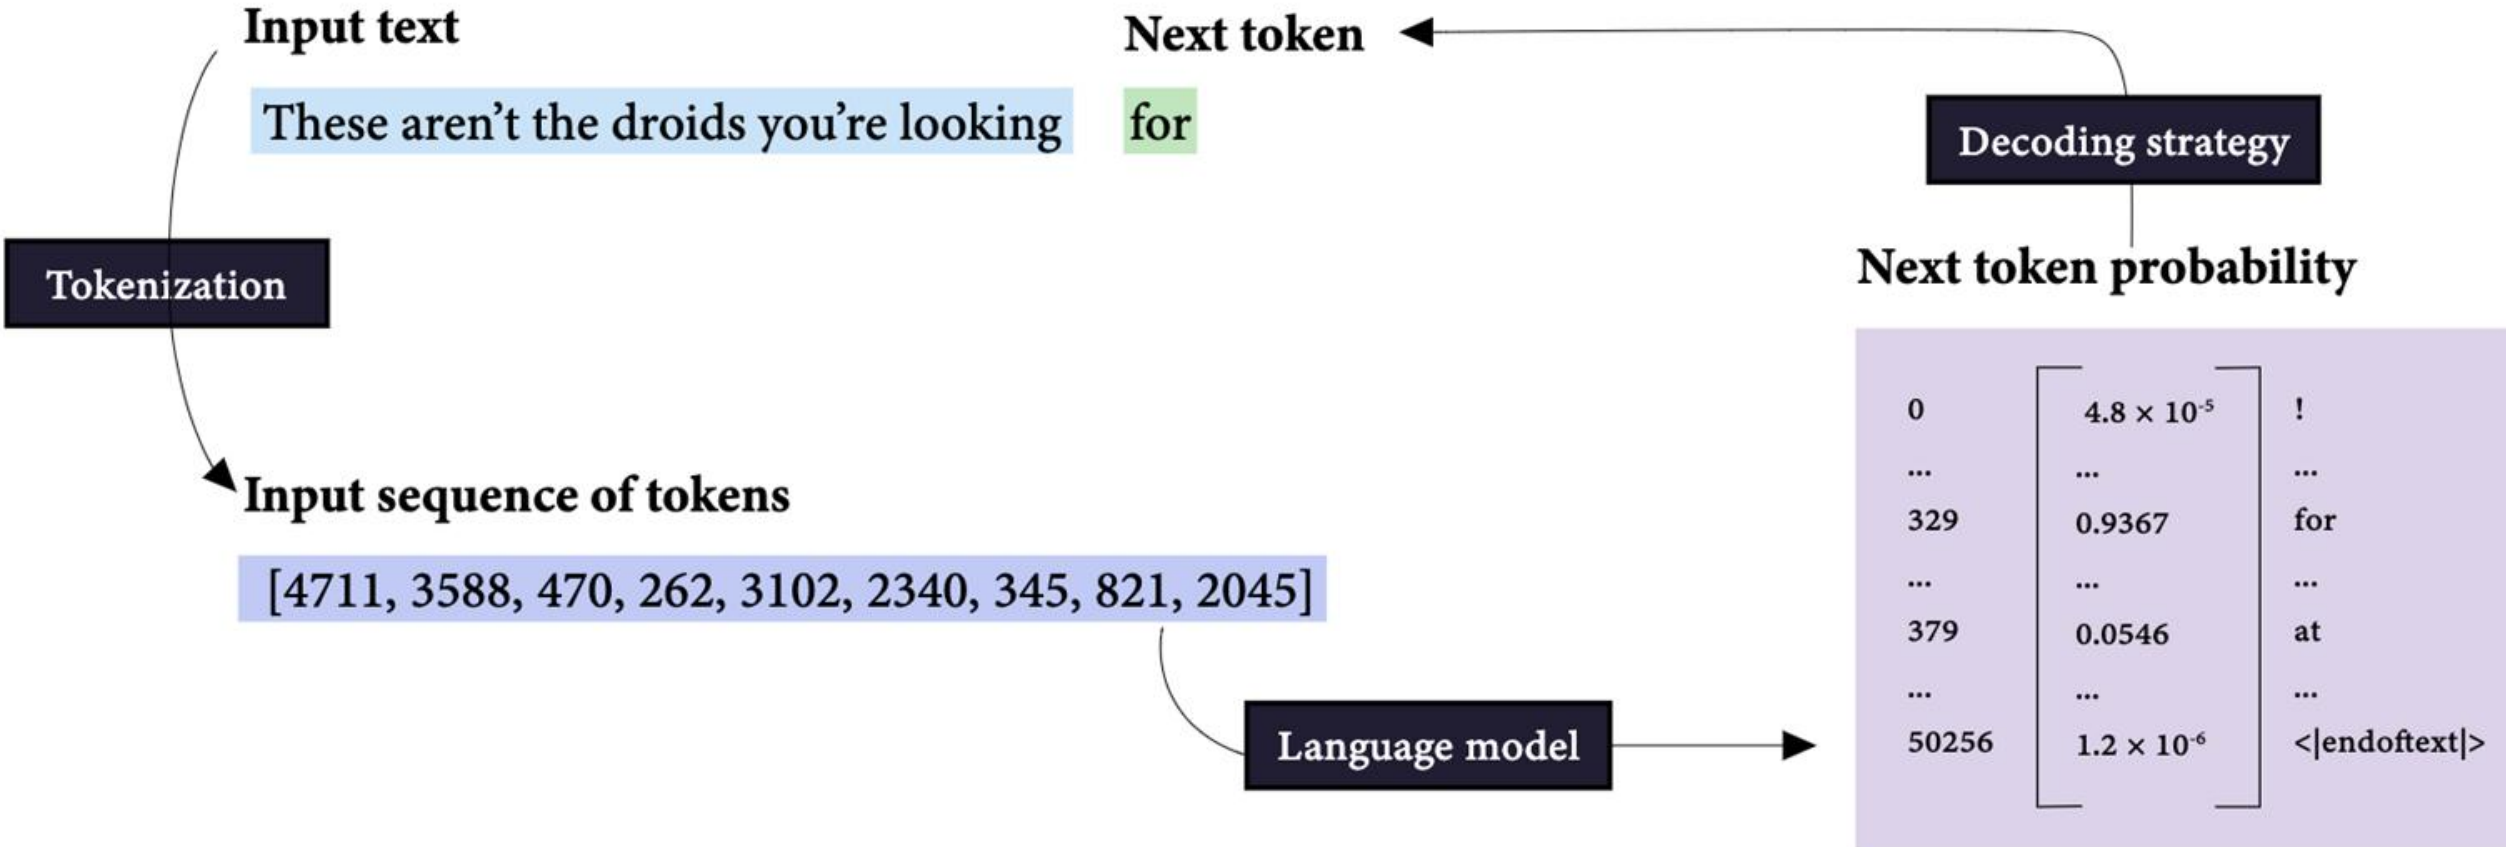 Input text
These aren’t the droids you’re looking
Next token
for
Decoding strategy
Tokenization
Next token probability
Input sequence of tokens
[4711, 3588, 470, 262, 3102, 2340, 345, 821, 2045]
Language model
0 4.8 × 10⁻⁵ !
... ... ...
329 0.9367 for
... ... ...
379 0.0546 at
... ... ...
50256 1.2 × 10⁻⁶ <|endoftext|>